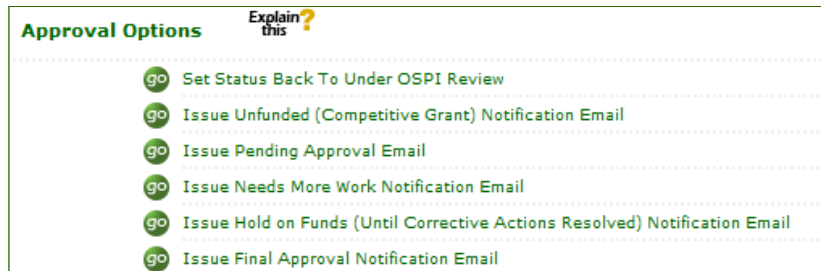 Approval Options
Explain?
this
go Set Status Back To Under OSPI Review
go Issue Unfunded (Competitive Grant) Notification Email
go Issue Pending Approval Email
go Issue Needs More Work Notification Email
go Issue Hold on Funds (Until Corrective Actions Resolved) Notification Email
go Issue Final Approval Notification Email